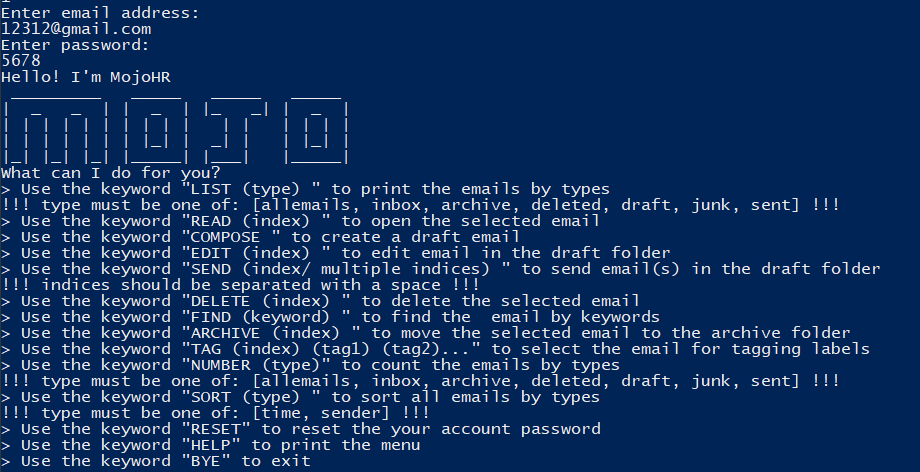 Enter email address:
12312@gmail.com
Enter password:
5678
Hello! I'm MojoHR
 _________   _____   _____   _____
|  _   _  | |  _  | |_   _| |  _  |
| | | | | | | | | |   | |   | | | |
| | | | | | | |_| |  _| |   | |_| |
|_| |_| |_| |_____| |___|   |_____|
What can I do for you?
> Use the keyword "LIST (type) " to print the emails by types
!!! type must be one of: [allemails, inbox, archive, deleted, draft, junk, sent] !!!
> Use the keyword "READ (index) " to open the selected email
> Use the keyword "COMPOSE " to create a draft email
> Use the keyword "EDIT (index) " to edit email in the draft folder
> Use the keyword "SEND (index/ multiple indices) " to send email(s) in the draft folder
!!! indices should be separated with a space !!!
> Use the keyword "DELETE (index) " to delete the selected email
> Use the keyword "FIND (keyword) " to find the  email by keywords
> Use the keyword "ARCHIVE (index) " to move the selected email to the archive folder
> Use the keyword "TAG (index) (tag1) (tag2)..." to select the email for tagging labels
> Use the keyword "NUMBER (type)" to count the emails by types
!!! type must be one of: [allemails, inbox, archive, deleted, draft, junk, sent] !!!
> Use the keyword "SORT (type) " to sort all emails by types
!!! type must be one of: [time, sender] !!!
> Use the keyword "RESET" to reset the your account password
> Use the keyword "HELP" to print the menu
> Use the keyword "BYE" to exit